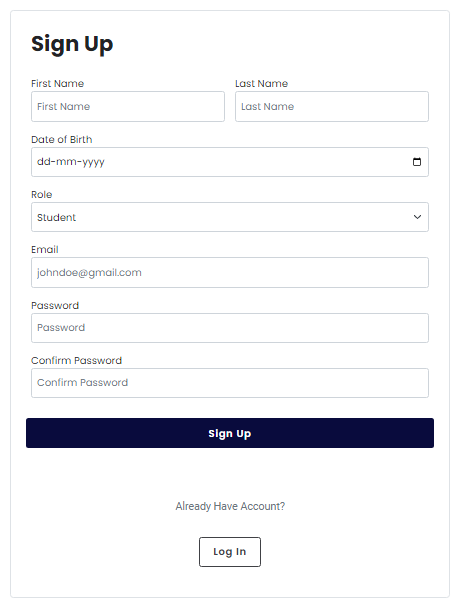 Sign Up
First Name Last Name
First Name Last Name
Date of Birth
dd-mm-yyyy
Role
Student
Email
johndoe@gmail.com
Password
Password
Confirm Password
Confirm Password
Sign Up
Already Have Account?
Log In